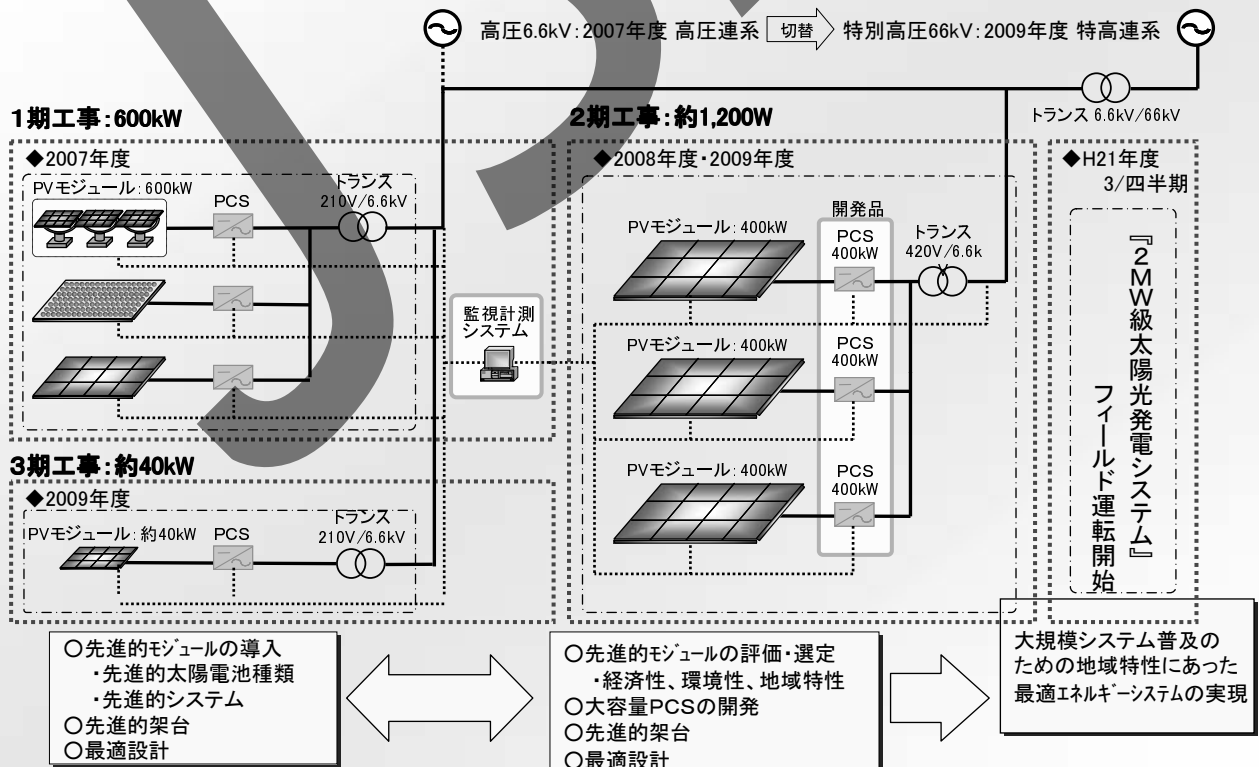 高圧6.6kV:2007年度 高圧連系 切替 特別高圧66kV:2009年度 特高連系
トランス 6.6kV/66kV
1期工事:600kW
◆2007年度
PVモジュール:600kW
PCS
トランス
210V/6.6kV
監視計測
システム
3期工事:約40kW
◆2009年度
PVモジュール:約40kW
PCS
トランス
210V/6.6kV
2期工事:約1,200W
◆2008年度・2009年度
開発品
PVモジュール:400kW
PCS
400kW
トランス
420V/6.6k
V
PVモジュール:400kW
PCS
400kW
PVモジュール:400kW
PCS
400kW
◆H21年度
3/四半期
『2MW級太陽光発電システム』
フィールド運転開始
○先進的モジュールの導入
・先進的太陽電池種類
・先進的システム
○先進的架台
○最適設計
○先進的モジュールの評価・選定
・経済性、環境性、地域特性
○大容量PCSの開発
○先進的架台
○最適設計
大規模システム普及の
ための地域特性にあった
最適エネルギーシステムの実現